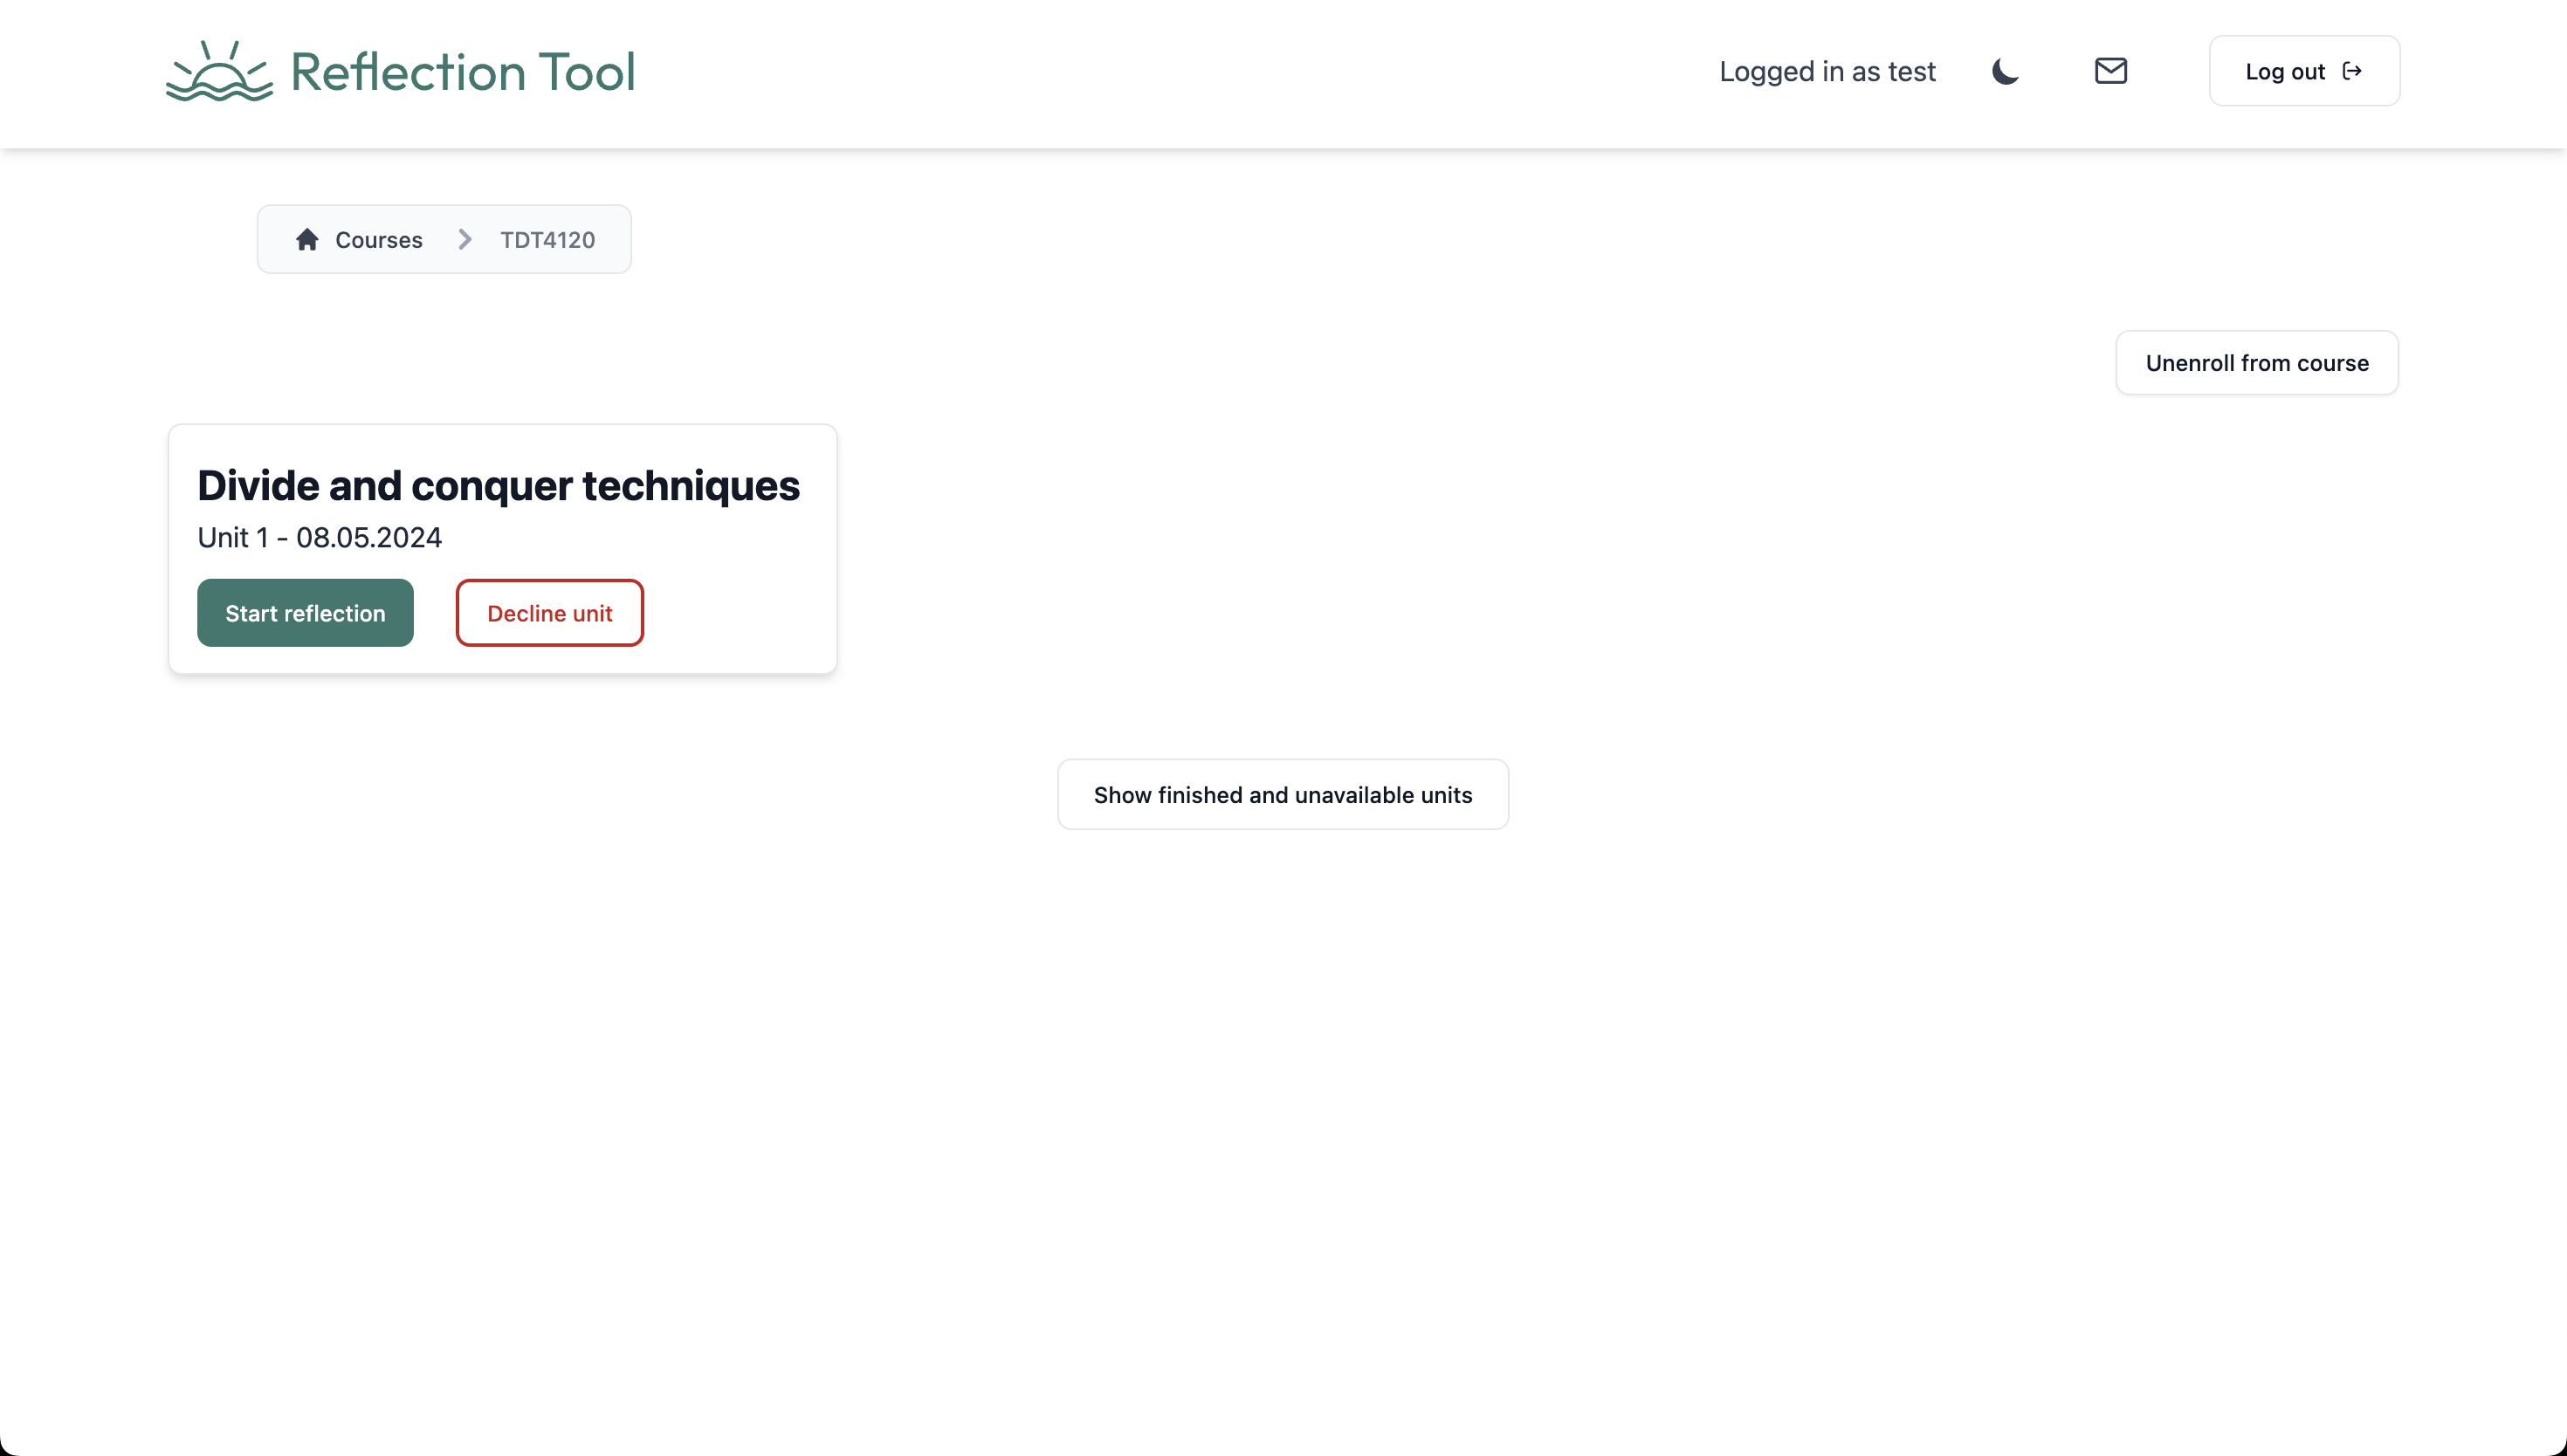 Reflection Tool
Logged in as test
Log out
Courses
TDT4120
Unenroll from course
Divide and conquer techniques
Unit 1 - 08.05.2024
Start reflection
Decline unit
Show finished and unavailable units